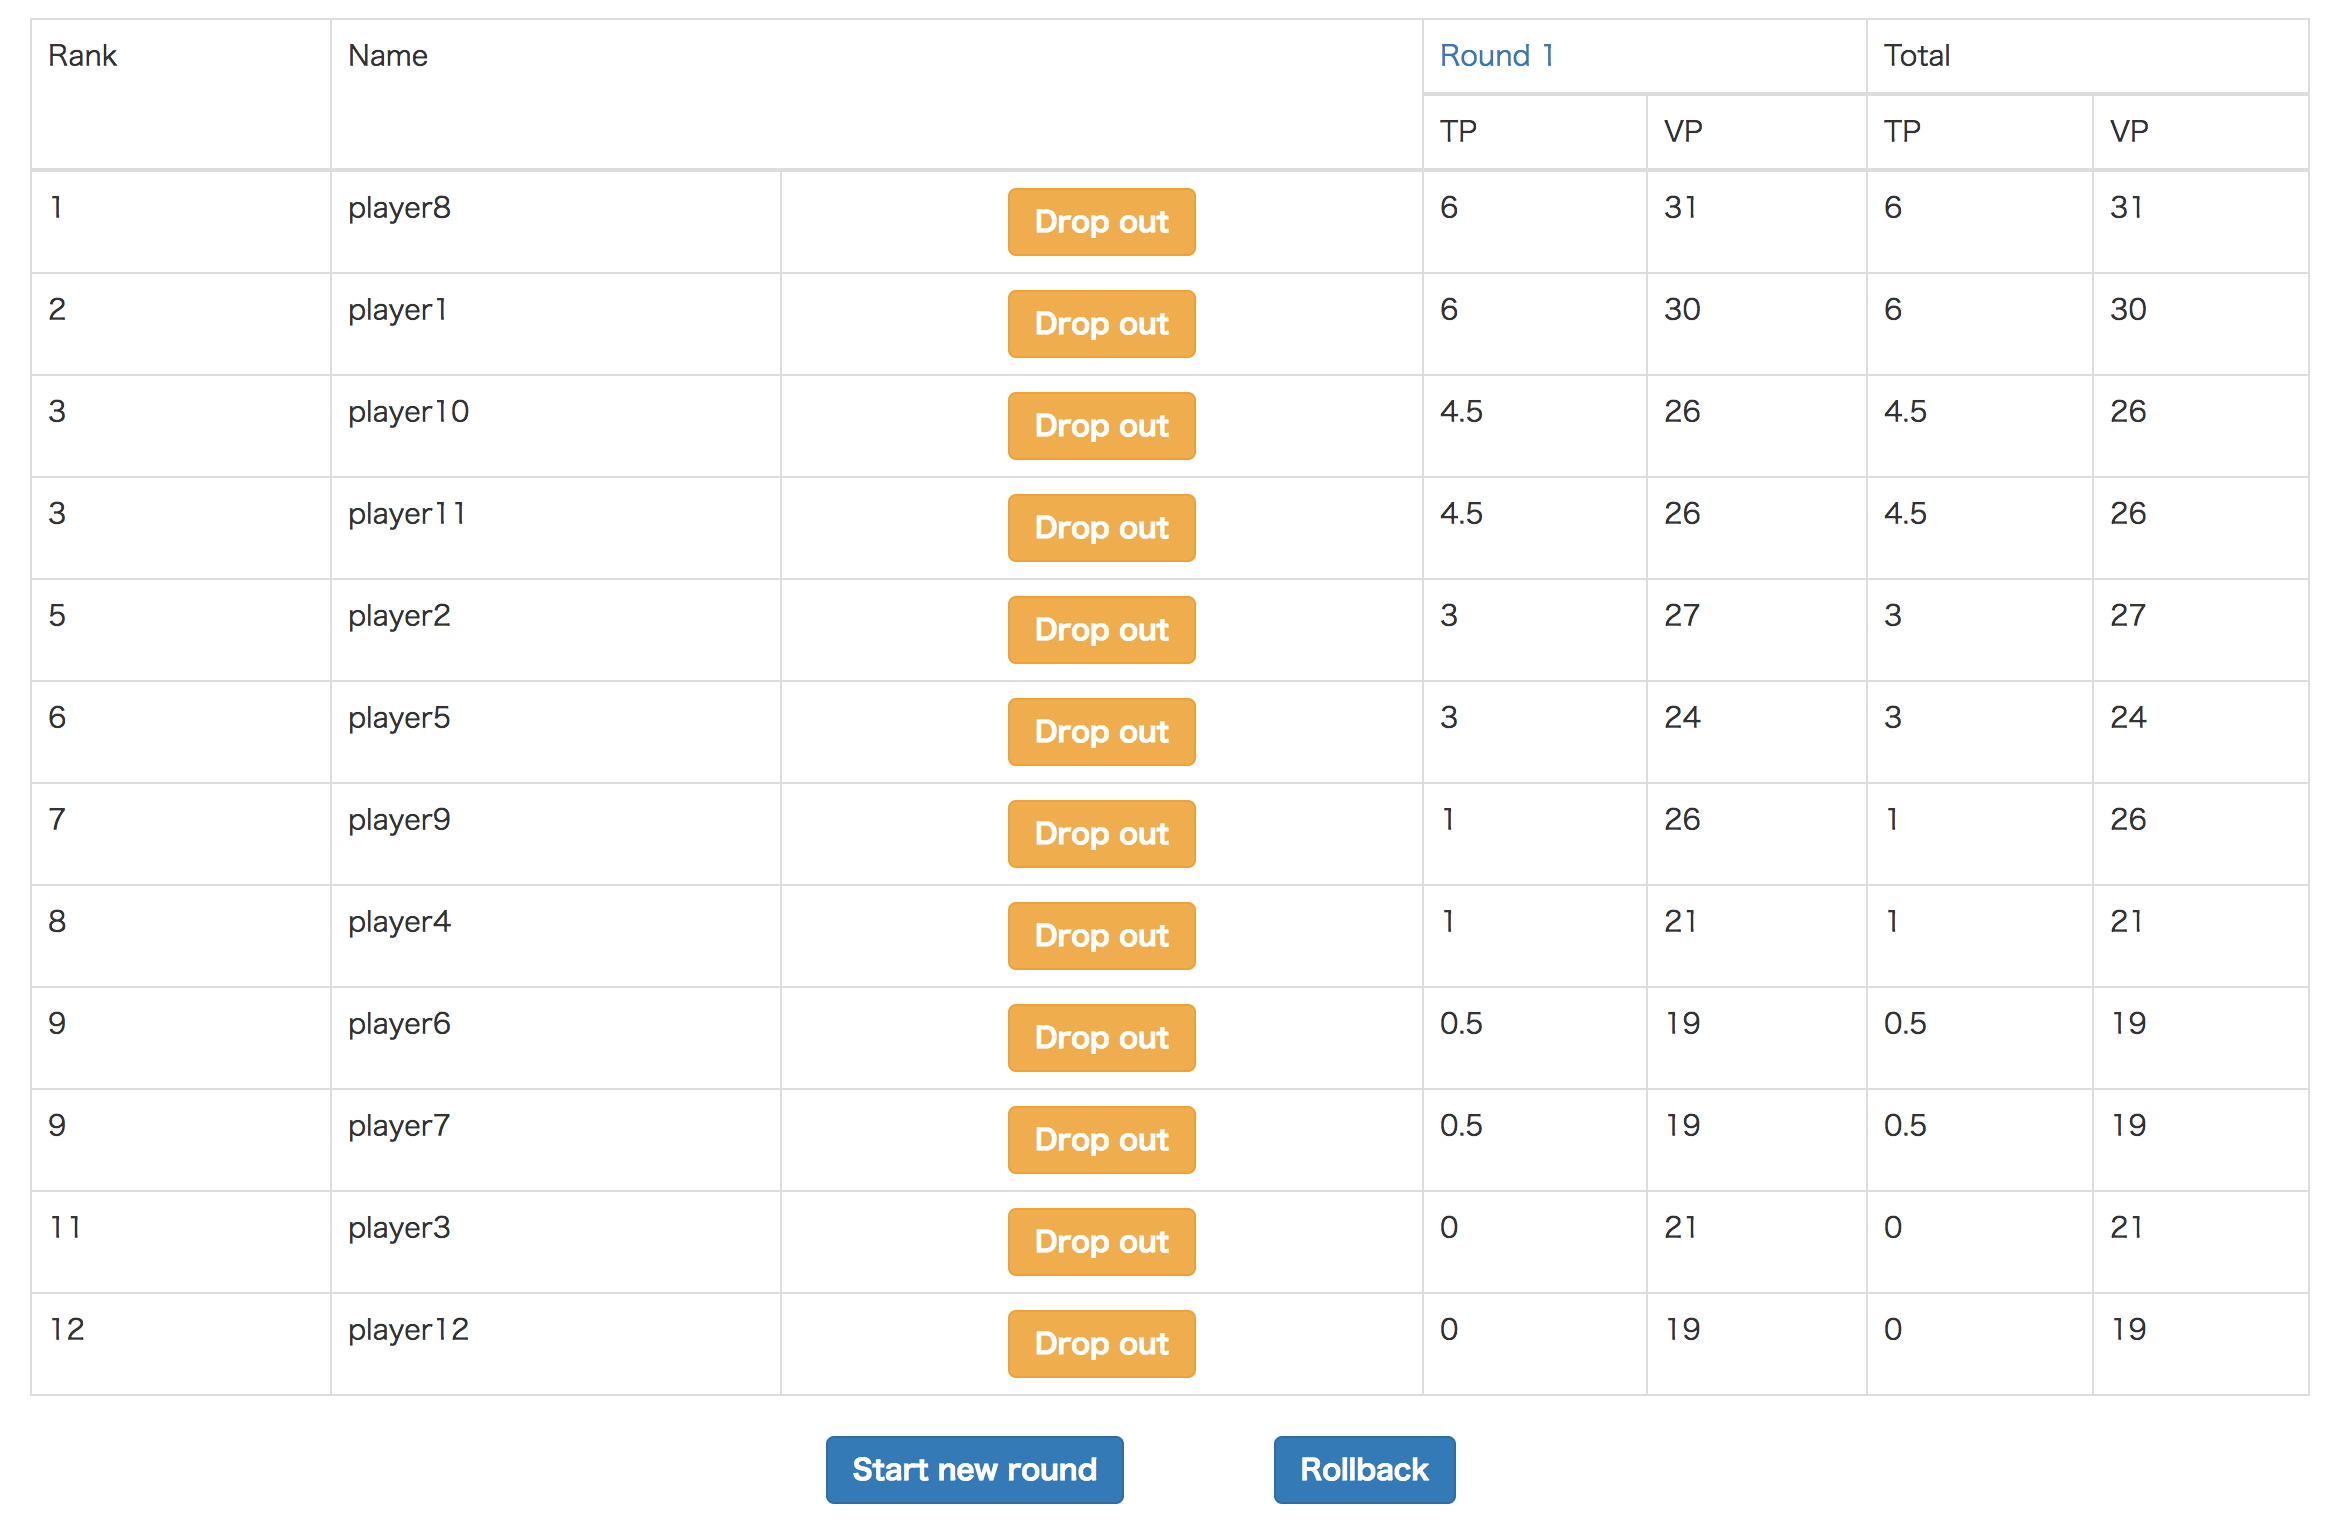 Rank Name Round 1 Total
TP VP TP VP
1 player8 Drop out 6 31 6 31
2 player1 Drop out 6 30 6 30
3 player10 Drop out 4.5 26 4.5 26
3 player11 Drop out 4.5 26 4.5 26
5 player2 Drop out 3 27 3 27
6 player5 Drop out 3 24 3 24
7 player9 Drop out 1 26 1 26
8 player4 Drop out 1 21 1 21
9 player6 Drop out 0.5 19 0.5 19
9 player7 Drop out 0.5 19 0.5 19
11 player3 Drop out 0 21 0 21
12 player12 Drop out 0 19 0 19
Start new round Rollback